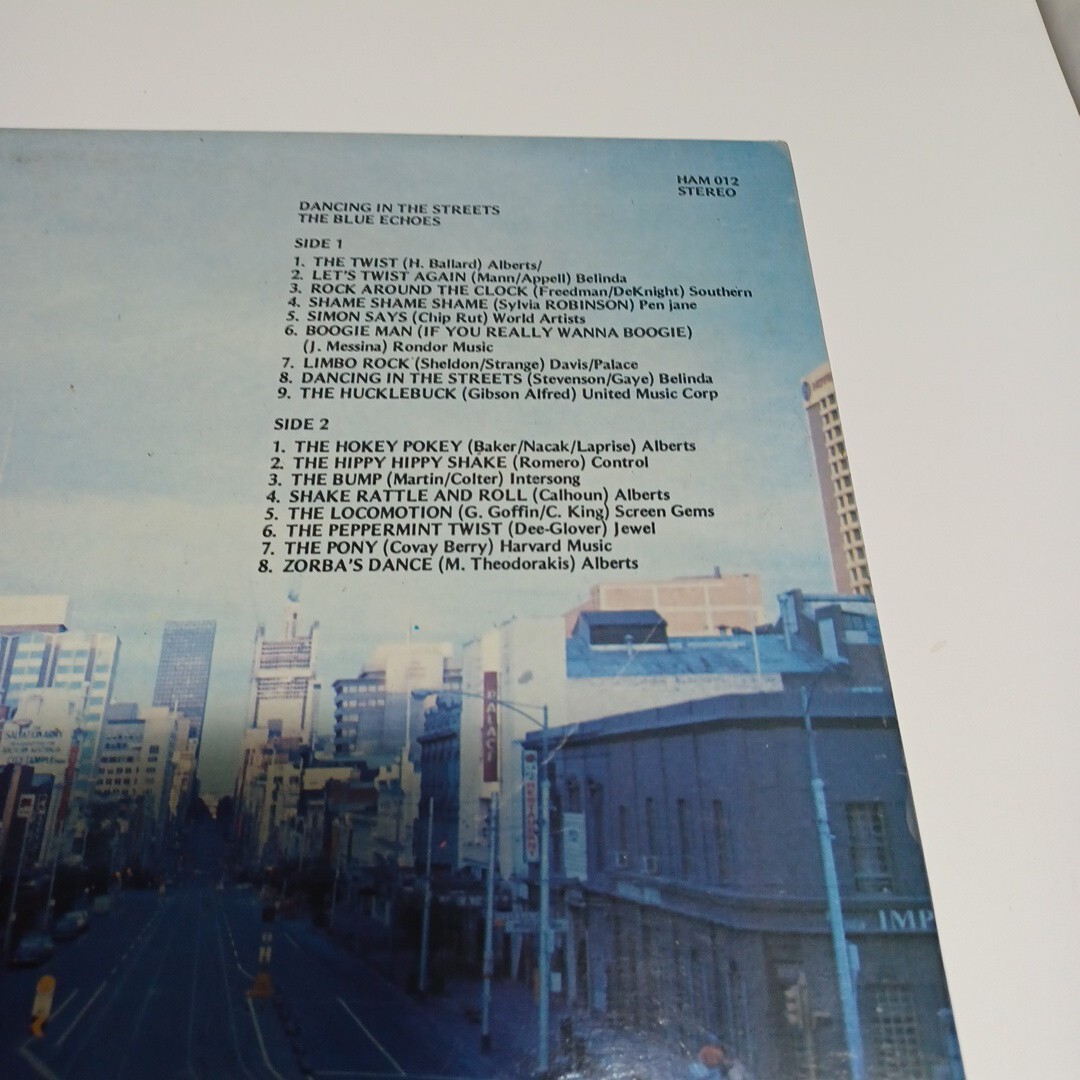 HAM 012
STEREO
DANCING IN THE STREETS
THE BLUE ECHOES
SIDE 1
1. THE TWIST (H. Ballard) Alberts/
2. LET'S TWIST AGAIN (Mann/Appell) Belinda
3. ROCK AROUND THE CLOCK (Freedman/DeKnight) Southern
4. SHAME SHAME SHAME (Sylvia ROBINSON) Pen jane
5. SIMON SAYS (Chip Rut) World Artists
6. BOOGIE MAN (IF YOU REALLY WANNA BOOGIE)
(J. Messina) Rondor Music
7. LIMBO ROCK (Sheldon/Strange) Davis/Palace
8. DANCING IN THE STREETS (Stevenson/Gaye) Belinda
9. THE HUCKLEBUCK (Gibson Alfred) United Music Corp
SIDE 2
1. THE HOKEY POKEY (Baker/Nacak/Laprise) Alberts
2. THE HIPPY HIPPY SHAKE (Romero) Control
3. THE BUMP (Martin/Colter) Intersong
4. SHAKE RATTLE AND ROLL (Calhoun) Alberts
5. THE LOCOMOTION (G. Goffin/C. King) Screen Gems
6. THE PEPPERMINT TWIST (Dee-Glover) Jewel
7. THE PONY (Covay Berry) Harvard Music
8. ZORBA'S DANCE (M. Theodorakis) Alberts
PALACE
CITY TEMPLE
IMP